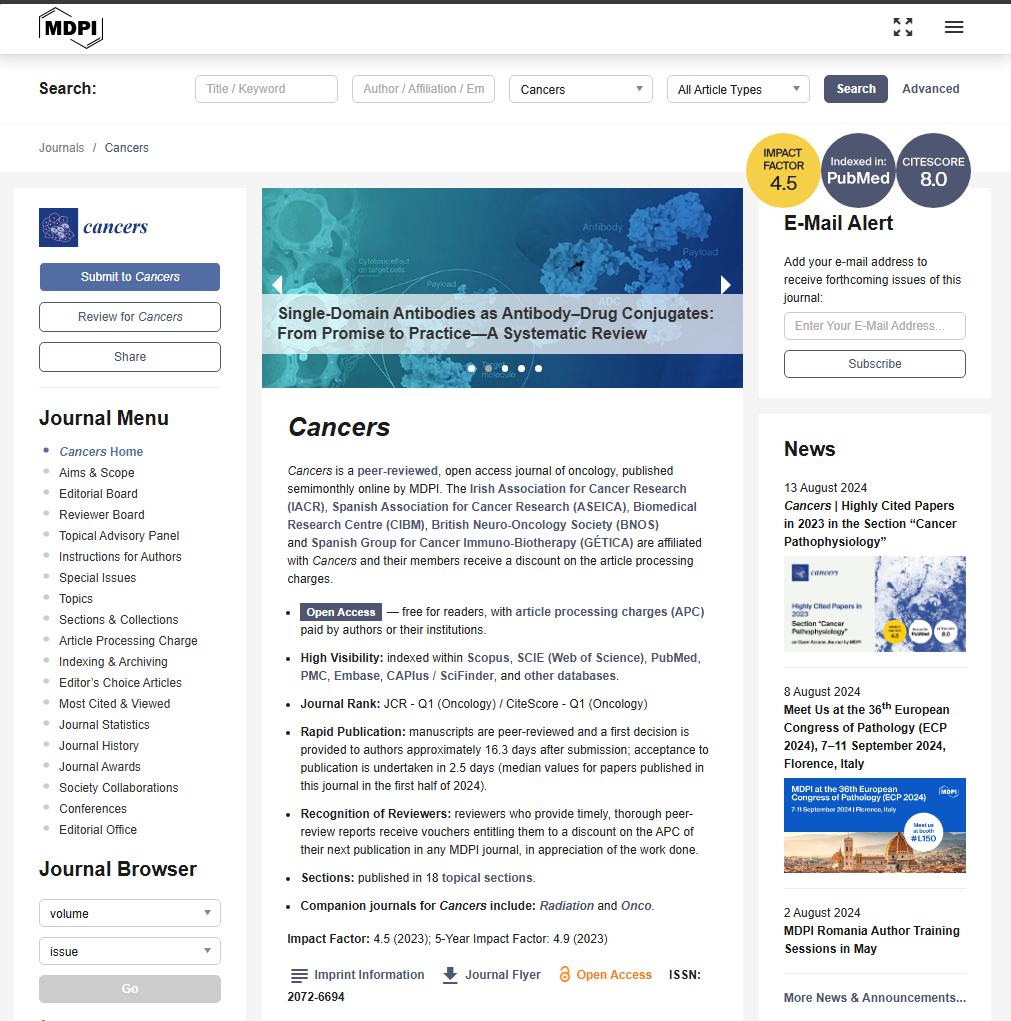 MDPI
Search:
Title / Keyword
Author / Affiliation / Em
Cancers
All Article Types
Search
Advanced
Journals / Cancers
IMPACT
FACTOR
4.5
Indexed in:
PubMed
CITESCORE
8.0
cancers
Submit to Cancers
Review for Cancers
Share
Journal Menu
Cancers Home
Aims & Scope
Editorial Board
Reviewer Board
Topical Advisory Panel
Instructions for Authors
Special Issues
Topics
Sections & Collections
Article Processing Charge
Indexing & Archiving
Editor’s Choice Articles
Most Cited & Viewed
Journal Statistics
Journal History
Journal Awards
Society Collaborations
Conferences
Editorial Office
Journal Browser
volume
issue
Go
Antibody
Payload
Cytotoxic effect
on target cells
Payload
ADC
Single-Domain Antibodies as Antibody–Drug Conjugates:
From Promise to Practice—A Systematic Review
Target
molecule
Cancers
Cancers is a peer-reviewed, open access journal of oncology, published
semimonthly online by MDPI. The Irish Association for Cancer Research
(IACR), Spanish Association for Cancer Research (ASEICA), Biomedical
Research Centre (CIBM), British Neuro-Oncology Society (BNOS)
and Spanish Group for Cancer Immuno-Biotherapy (GÉTICA) are affiliated
with Cancers and their members receive a discount on the article processing
charges.
• Open Access — free for readers, with article processing charges (APC)
paid by authors or their institutions.
• High Visibility: indexed within Scopus, SCIE (Web of Science), PubMed,
PMC, Embase, CAPlus / SciFinder, and other databases.
• Journal Rank: JCR - Q1 (Oncology) / CiteScore - Q1 (Oncology)
• Rapid Publication: manuscripts are peer-reviewed and a first decision is
provided to authors approximately 16.3 days after submission; acceptance to
publication is undertaken in 2.5 days (median values for papers published in
this journal in the first half of 2024).
• Recognition of Reviewers: reviewers who provide timely, thorough peer-
review reports receive vouchers entitling them to a discount on the APC of
their next publication in any MDPI journal, in appreciation of the work done.
• Sections: published in 18 topical sections.
• Companion journals for Cancers include: Radiation and Onco.
Impact Factor: 4.5 (2023); 5-Year Impact Factor: 4.9 (2023)
Imprint Information Journal Flyer Open Access ISSN:
2072-6694
E-Mail Alert
Add your e-mail address to
receive forthcoming issues of this
journal:
Enter Your E-Mail Address...
Subscribe
News
13 August 2024
Cancers | Highly Cited Papers
in 2023 in the Section “Cancer
Pathophysiology”
cancers
Highly Cited Papers in
2023
Section "Cancer
Pathophysiology"
an Open Access Journal by MDPI
4.5
PubMed
8.0
8 August 2024
Meet Us at the 36th European
Congress of Pathology (ECP
2024), 7–11 September 2024,
Florence, Italy
MDPI at the 36th European
Congress of Pathology (ECP 2024)
7-11 September 2024 | Florence, Italy
MDPI
Meet us
at booth
#L150
2 August 2024
MDPI Romania Author Training
Sessions in May
More News & Announcements...